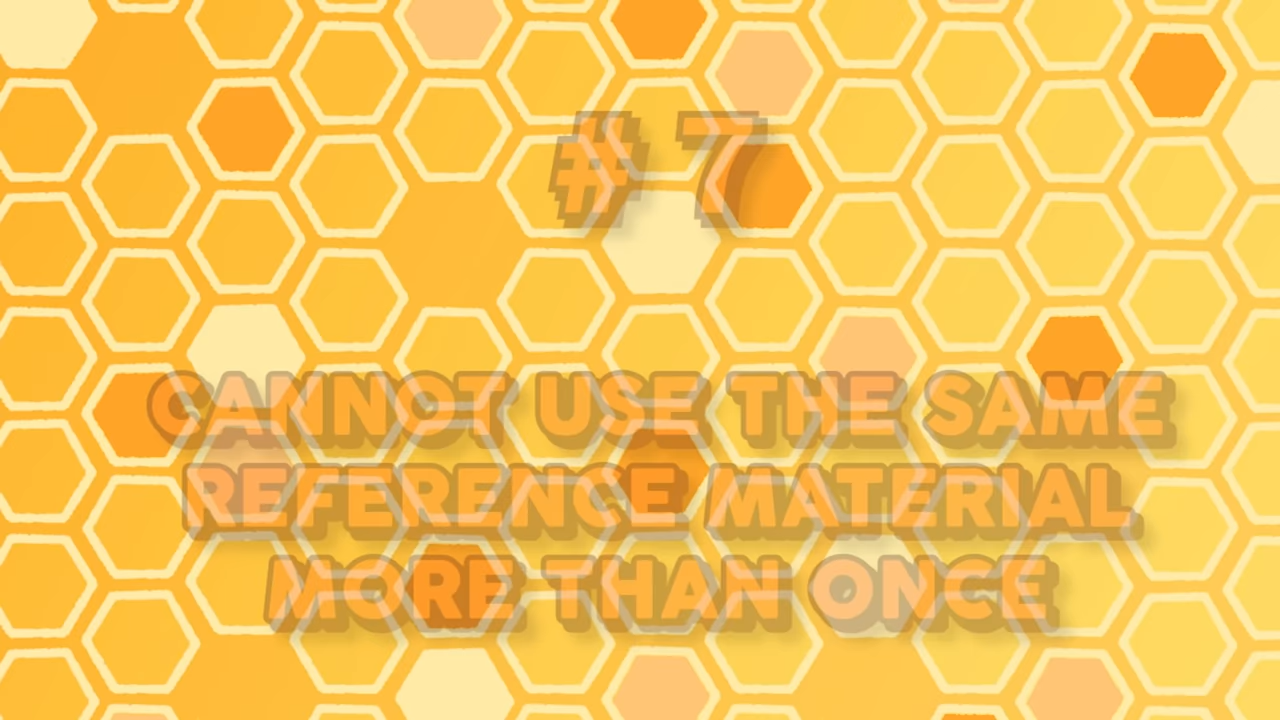 # 7
CANNOT USE THE SAME
REFERENCE MATERIAL
MORE THAN ONCE